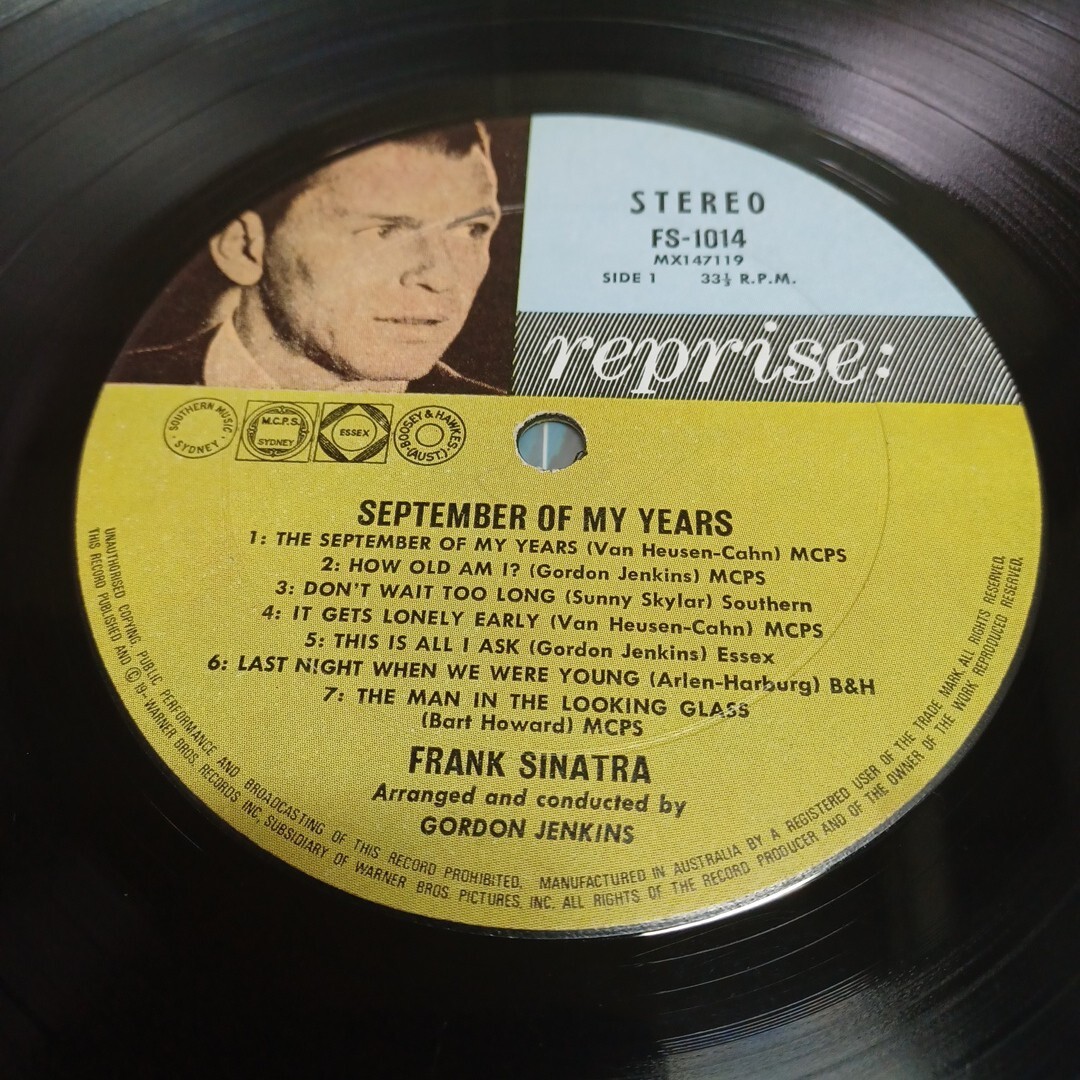 STEREO
FS-1014
MX147119
SIDE 1 33⅓ R.P.M.
reprise:
SOUTHERN MUSIC
SYDNEY
M.C.P.S.
SYDNEY
ESSEX
BOOSEY & HAWKES
(AUST.)
SEPTEMBER OF MY YEARS
1: THE SEPTEMBER OF MY YEARS (Van Heusen-Cahn) MCPS
2: HOW OLD AM I? (Gordon Jenkins) MCPS
3: DON'T WAIT TOO LONG (Sunny Skylar) Southern
4: IT GETS LONELY EARLY (Van Heusen-Cahn) MCPS
5: THIS IS ALL I ASK (Gordon Jenkins) Essex
6: LAST NIGHT WHEN WE WERE YOUNG (Arlen-Harburg) B&H
7: THE MAN IN THE LOOKING GLASS
(Bart Howard) MCPS
FRANK SINATRA
Arranged and conducted by
GORDON JENKINS
UNAUTHORISED COPYING, PUBLIC PERFORMANCE AND BROADCASTING OF THIS RECORD PROHIBITED. MANUFACTURED IN AUSTRALIA BY A REGISTERED USER OF THE TRADE MARK. ALL RIGHTS RESERVED.
THIS RECORD PUBLISHED AND © 19-WARNER BROS. RECORDS INC, SUBSIDIARY OF WARNER BROS. PICTURES, INC. ALL RIGHTS OF THE RECORD PRODUCER AND OF THE OWNER OF THE WORK REPRODUCED RESERVED.